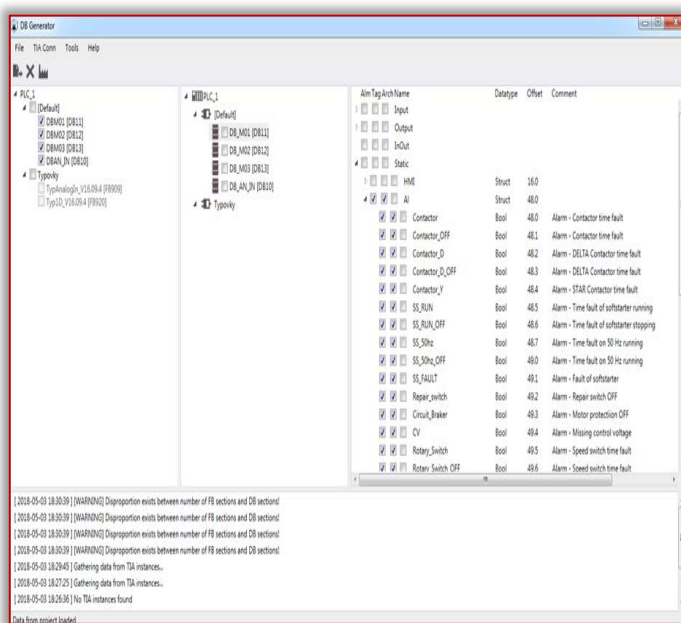 DB Generator
File TIA Conn Tools Help
PLC_1
[Default]
DBM01 [DB11]
DBM02 [DB12]
DBM03 [DB13]
DBAN_IN [DB10]
Typovky
TypAnalogIn_V16.09.4 [FB909]
Typ1D_V16.09.4 [FB920]
PLC_1
[Default]
DB_M01 [DB11]
DB_M02 [DB12]
DB_M03 [DB13]
DB_AN_IN [DB10]
Typovky
Alm Tag Arch Name Datatype Offset Comment
Input
Output
InOut
Static
HMI Struct 16.0
AI Struct 48.0
Contactor Bool 48.0 Alarm - Contactor time fault
Contactor_OFF Bool 48.1 Alarm - Contactor time fault
Contactor_D Bool 48.2 Alarm - DELTA Contactor time fault
Contactor_D_OFF Bool 48.3 Alarm - DELTA Contactor time fault
Contactor_Y Bool 48.4 Alarm - STAR Contactor time fault
SS_RUN Bool 48.5 Alarm - Time fault of softstarter running
SS_RUN_OFF Bool 48.6 Alarm - Time fault of softstarter stopping
SS_50hz Bool 48.7 Alarm - Time fault on 50 Hz running
SS_50hz_OFF Bool 49.0 Alarm - Time fault on 50 Hz running
SS_FAULT Bool 49.1 Alarm - Fault of softstarter
Repair_switch Bool 49.2 Alarm - Repair switch OFF
Circuit_Braker Bool 49.3 Alarm - Motor protectiion OFF
CV Bool 49.4 Alarm - Missing control voltage
Rotary_Switch Bool 49.5 Alarm - Speed switch time fault
Rotary_Switch_OFF Bool 49.6 Alarm - Speed switch time fault
[ 2018-05-03 18:30:39 ] [WARNING] Disproportion exists between number of FB sections and DB sections!
[ 2018-05-03 18:30:39 ] [WARNING] Disproportion exists between number of FB sections and DB sections!
[ 2018-05-03 18:30:39 ] [WARNING] Disproportion exists between number of FB sections and DB sections!
[ 2018-05-03 18:30:39 ] [WARNING] Disproportion exists between number of FB sections and DB sections!
[ 2018-05-03 18:29:45 ] Gathering data from TIA instances..
[ 2018-05-03 18:27:25 ] Gathering data from TIA instances..
[ 2018-05-03 18:26:36 ] No TIA instances found
Data from project loaded